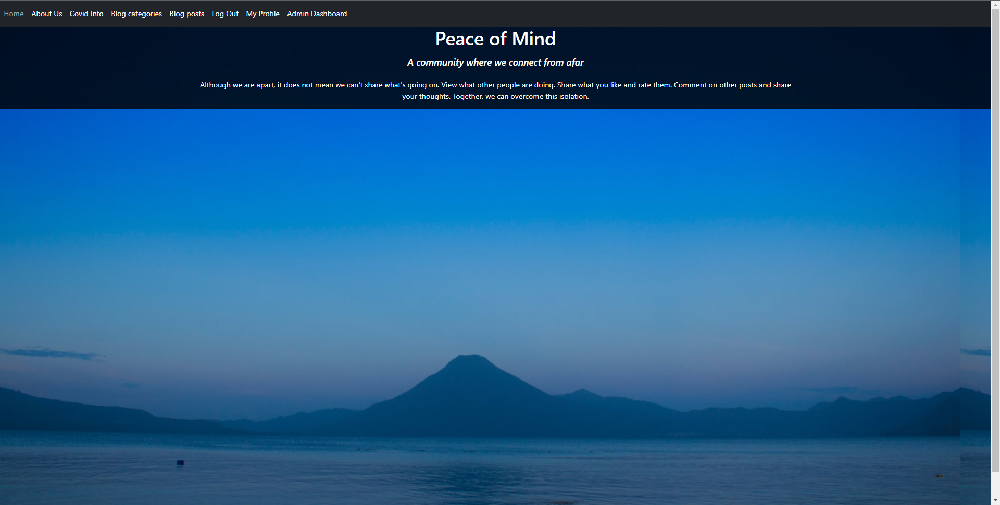 Home About Us Covid Info Blog categories Blog posts Log Out My Profile Admin Dashboard
Peace of Mind
A community where we connect from afar
Although we are apart, it does not mean we can't share what's going on. View what other people are doing. Share what you like and rate them. Comment on other posts and share
your thoughts. Together, we can overcome this isolation.